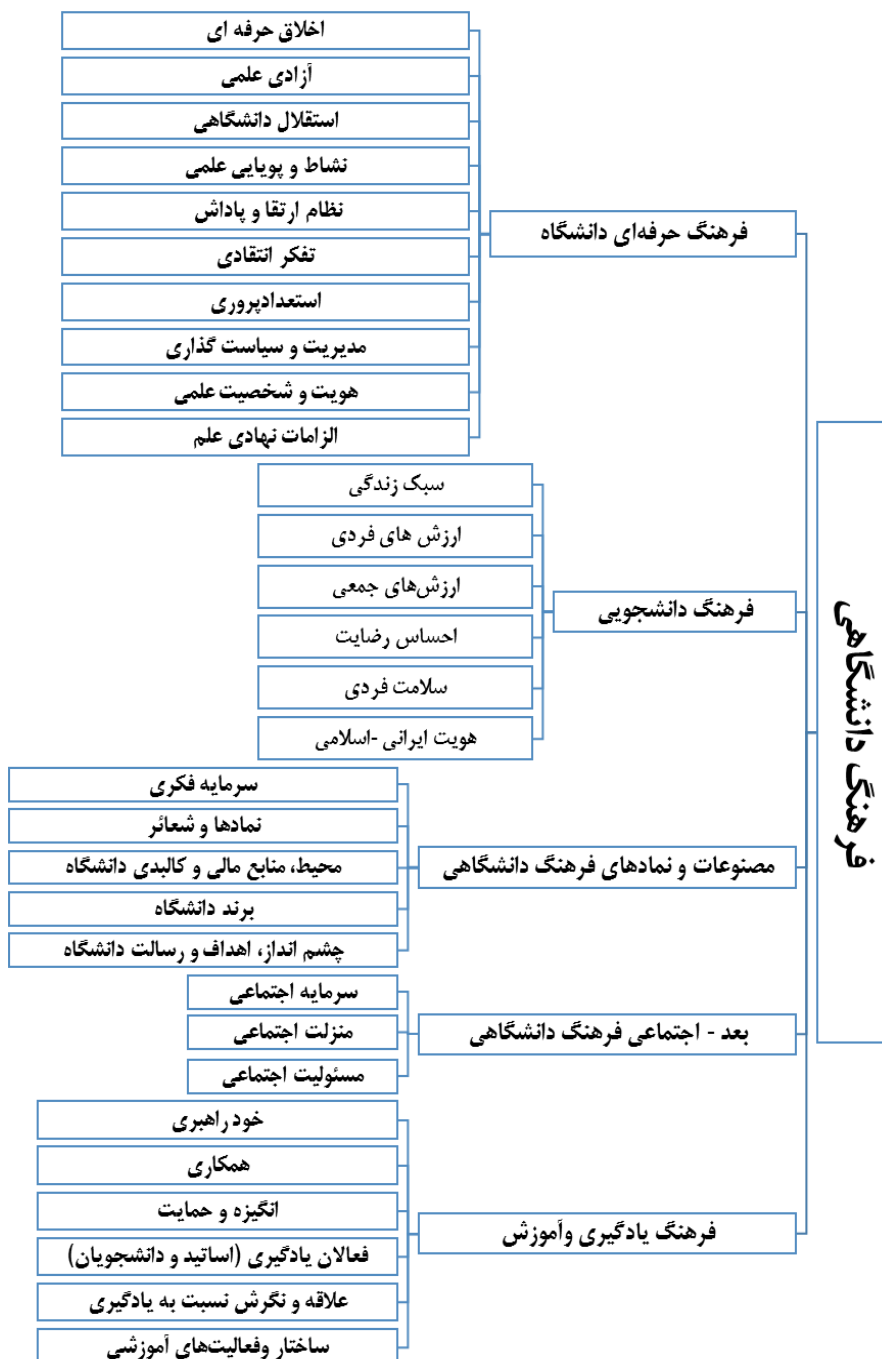 فرهنگ دانشگاهی
فرهنگ حرفه‌ای دانشگاه
اخلاق حرفه ای
آزادی علمی
استقلال دانشگاهی
نشاط و پویایی علمی
نظام ارتقا و پاداش
تفکر انتقادی
استعدادپروری
مدیریت و سیاست گذاری
هویت و شخصیت علمی
الزامات نهادی علم
فرهنگ دانشجویی
سبک زندگی
ارزش های فردی
ارزش‌های جمعی
احساس رضایت
سلامت فردی
هویت ایرانی -اسلامی
مصنوعات و نمادهای فرهنگ دانشگاهی
سرمایه فکری
نمادها و شعائر
محیط، منابع مالی و کالبدی دانشگاه
برند دانشگاه
چشم انداز، اهداف و رسالت دانشگاه
بعد - اجتماعی فرهنگ دانشگاهی
سرمایه اجتماعی
منزلت اجتماعی
مسئولیت اجتماعی
فرهنگ یادگیری وآموزش
خود راهبری
همکاری
انگیزه و حمایت
فعالان یادگیری (اساتید و دانشجویان)
علاقه و نگرش نسبت به یادگیری
ساختار وفعالیت‌های آموزشی